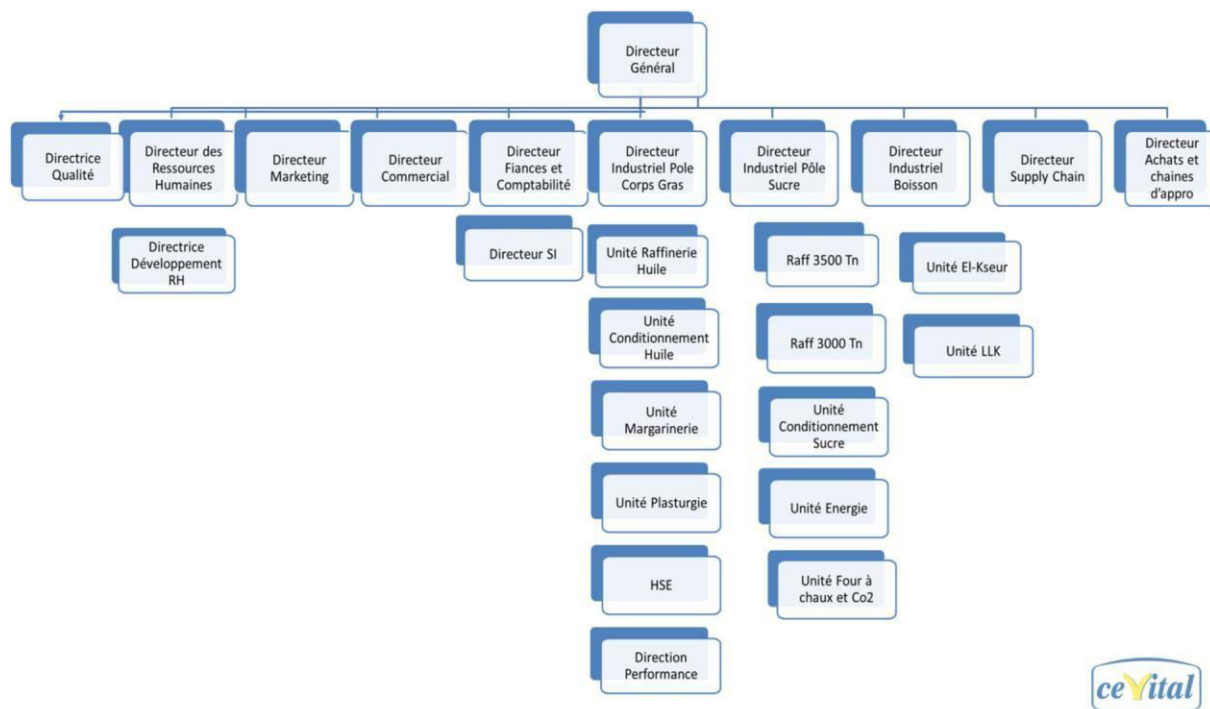 Directeur
Général
Directrice
Qualité
Directeur des
Ressources
Humaines
Directeur
Marketing
Directeur
Commercial
Directeur
Fiances et
Comptabilité
Directeur
Industriel Pole
Corps Gras
Directeur
Industriel Pôle
Sucre
Directeur
Industriel
Boisson
Directeur
Supply Chain
Directeur
Achats et
chaines
d’appro
Directrice
Développement
RH
Directeur SI
Unité Raffinerie
Huile
Raff 3500 Tn
Unité El-Kseur
Unité
Conditionnement
Huile
Raff 3000 Tn
Unité LLK
Unité
Margarinerie
Unité
Conditionnement
Sucre
Unité Plasturgie
Unité Energie
HSE
Unité Four à
chaux et Co2
Direction
Performance
ceVital